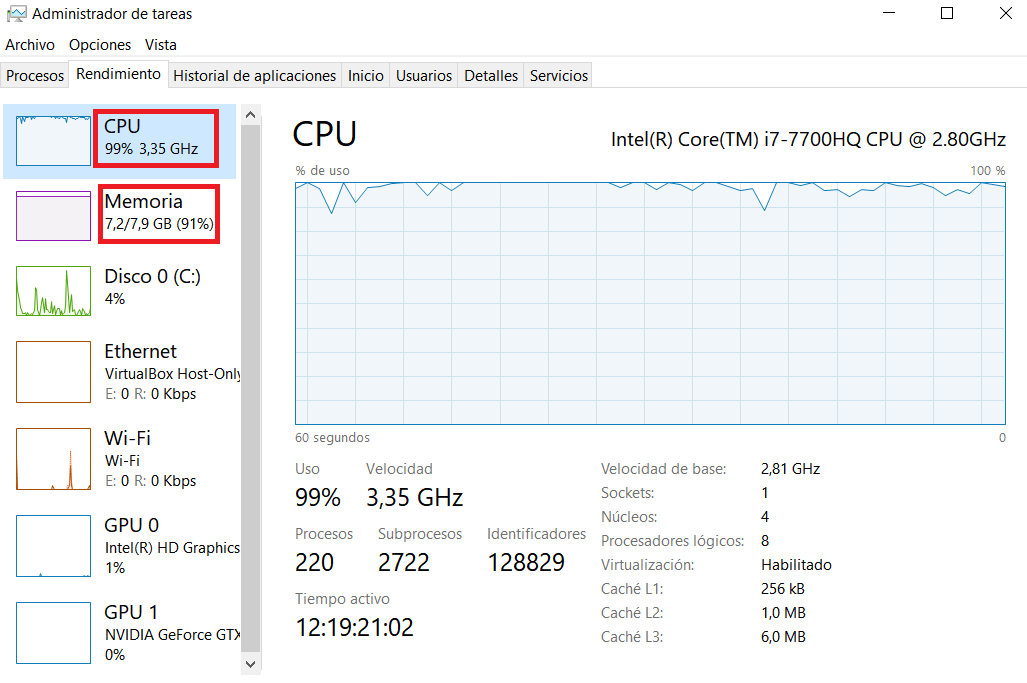 Administrador de tareas
Archivo Opciones Vista
Procesos Rendimiento Historial de aplicaciones Inicio Usuarios Detalles Servicios
CPU
99% 3,35 GHz
Memoria
7,2/7,9 GB (91%)
Disco 0 (C:)
4%
Ethernet
VirtualBox Host-Only
E: 0 R: 0 Kbps
Wi-Fi
Wi-Fi
E: 0 R: 0 Kbps
GPU 0
Intel(R) HD Graphics
1%
GPU 1
NVIDIA GeForce GTX
0%
CPU
Intel(R) Core(TM) i7-7700HQ CPU @ 2.80GHz
% de uso 100 %
60 segundos 0
Uso Velocidad
99% 3,35 GHz
Procesos Subprocesos Identificadores
220 2722 128829
Tiempo activo
12:19:21:02
Velocidad de base: 2,81 GHz
Sockets: 1
Núcleos: 4
Procesadores lógicos: 8
Virtualización: Habilitado
Caché L1: 256 kB
Caché L2: 1,0 MB
Caché L3: 6,0 MB